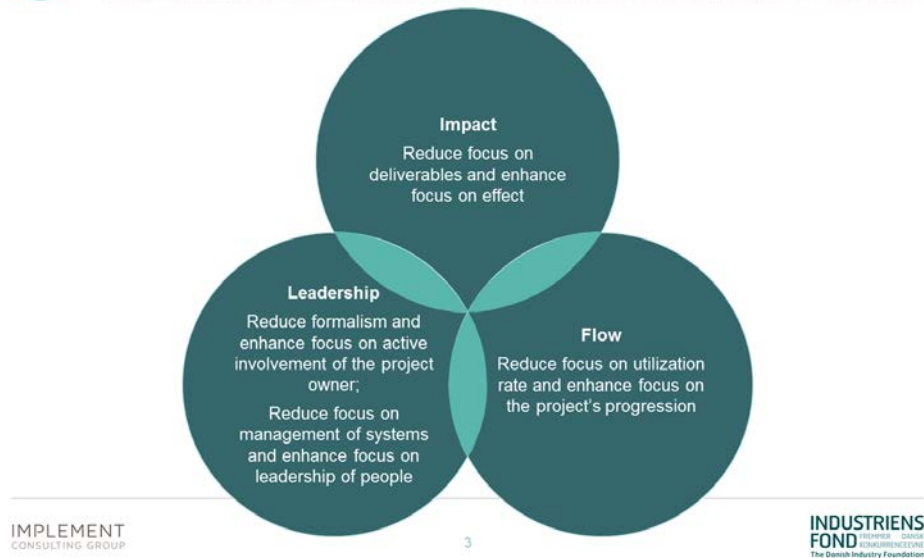 Impact
Reduce focus on
deliverables and enhance
focus on effect
Leadership
Reduce formalism and
enhance focus on active
involvement of the project
owner;
Reduce focus on
management of systems
and enhance focus on
leadership of people
Flow
Reduce focus on utilization
rate and enhance focus on
the project's progression
IMPLEMENT
CONSULTING GROUP
3
INDUSTRIENS
FOND FREMMER DANSK
KONKURRENCEEVNE
The Danish Industry Foundation